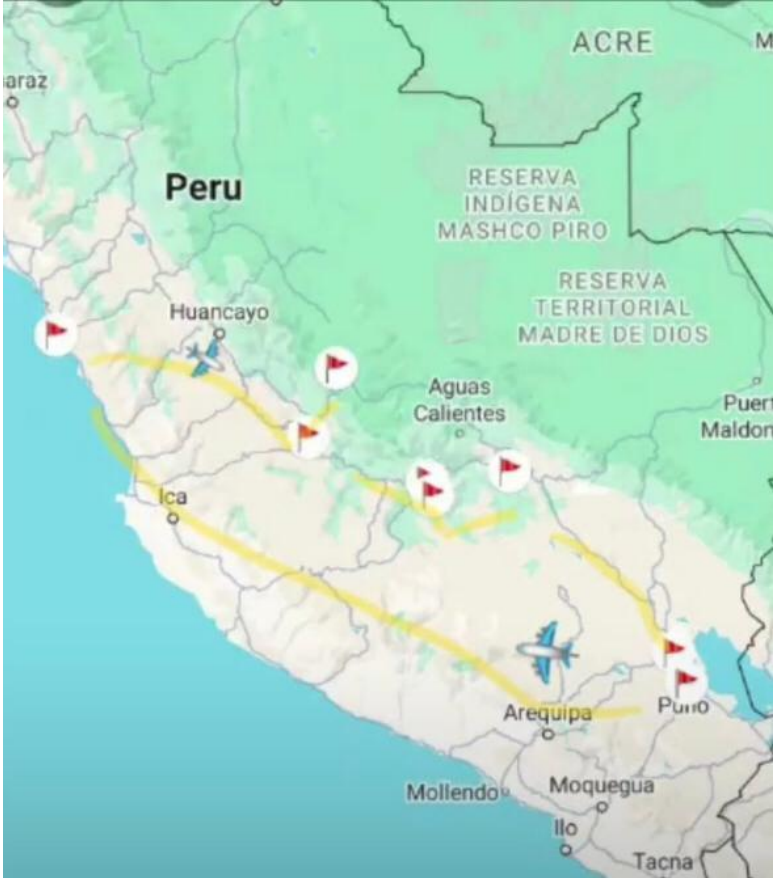 ACRE
araz
Peru
RESERVA
INDÍGENA
MASHCO PIRO
RESERVA
TERRITORIAL
MADRE DE DIOS
Huancayo
Aguas
Calientes
Puert
Maldon
Ica
Puno
Arequipa
Mollendo
Moquegua
Ilo
Tacna